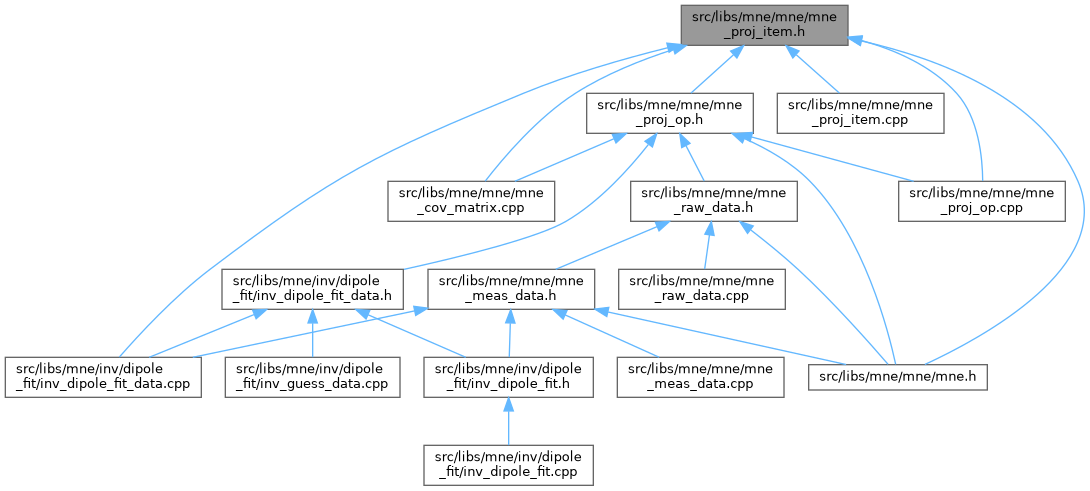 src/libs/mne/mne/mne
_proj_item.h
src/libs/mne/mne/mne
_proj_op.h
src/libs/mne/mne/mne
_proj_item.cpp
src/libs/mne/mne/mne
_cov_matrix.cpp
src/libs/mne/mne/mne
_raw_data.h
src/libs/mne/mne/mne
_proj_op.cpp
src/libs/mne/inv/dipole
_fit/inv_dipole_fit_data.h
src/libs/mne/mne/mne
_meas_data.h
src/libs/mne/mne/mne
_raw_data.cpp
src/libs/mne/inv/dipole
_fit/inv_dipole_fit_data.cpp
src/libs/mne/inv/dipole
_fit/inv_guess_data.cpp
src/libs/mne/inv/dipole
_fit/inv_dipole_fit.h
src/libs/mne/mne/mne
_meas_data.cpp
src/libs/mne/mne/mne.h
src/libs/mne/inv/dipole
_fit/inv_dipole_fit.cpp